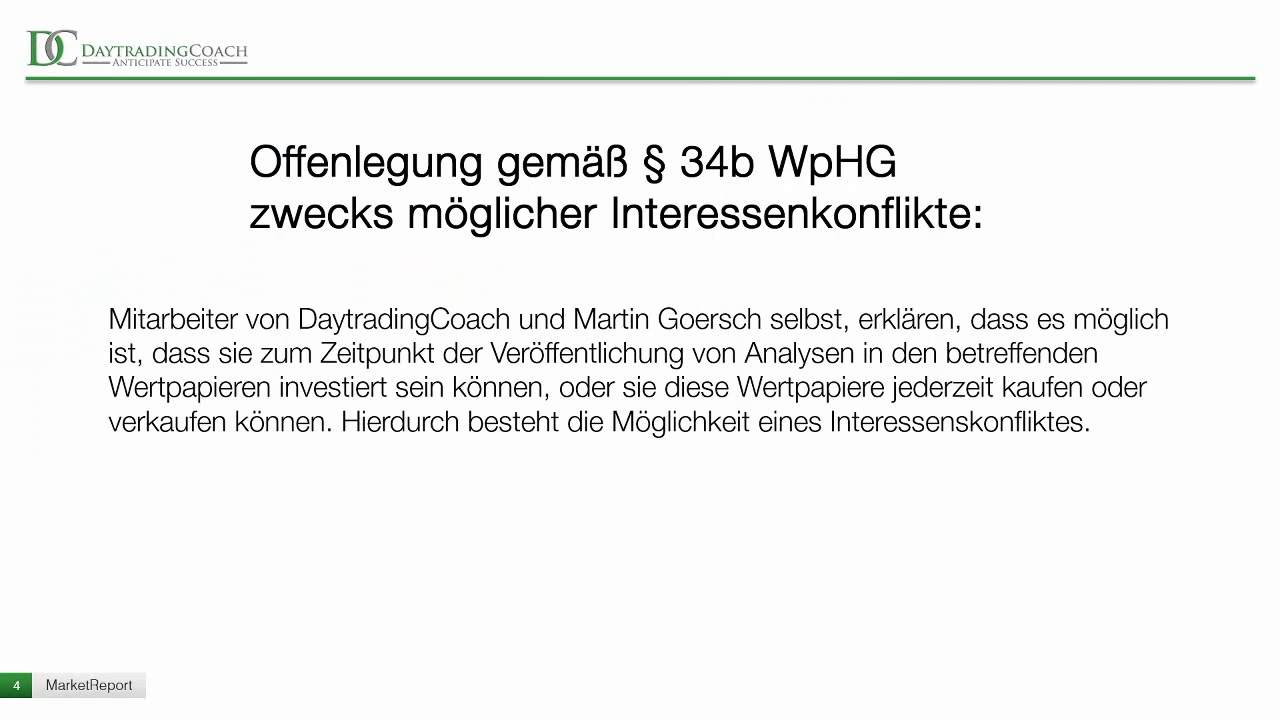 DC DAYTRADINGCOACH
ANTICIPATE SUCCESS
Offenlegung gemäß § 34b WpHG
zwecks möglicher Interessenkonflikte:
Mitarbeiter von DaytradingCoach und Martin Goersch selbst, erklären, dass es möglich
ist, dass sie zum Zeitpunkt der Veröffentlichung von Analysen in den betreffenden
Wertpapieren investiert sein können, oder sie diese Wertpapiere jederzeit kaufen oder
verkaufen können. Hierdurch besteht die Möglichkeit eines Interessenskonfliktes.
4 MarketReport